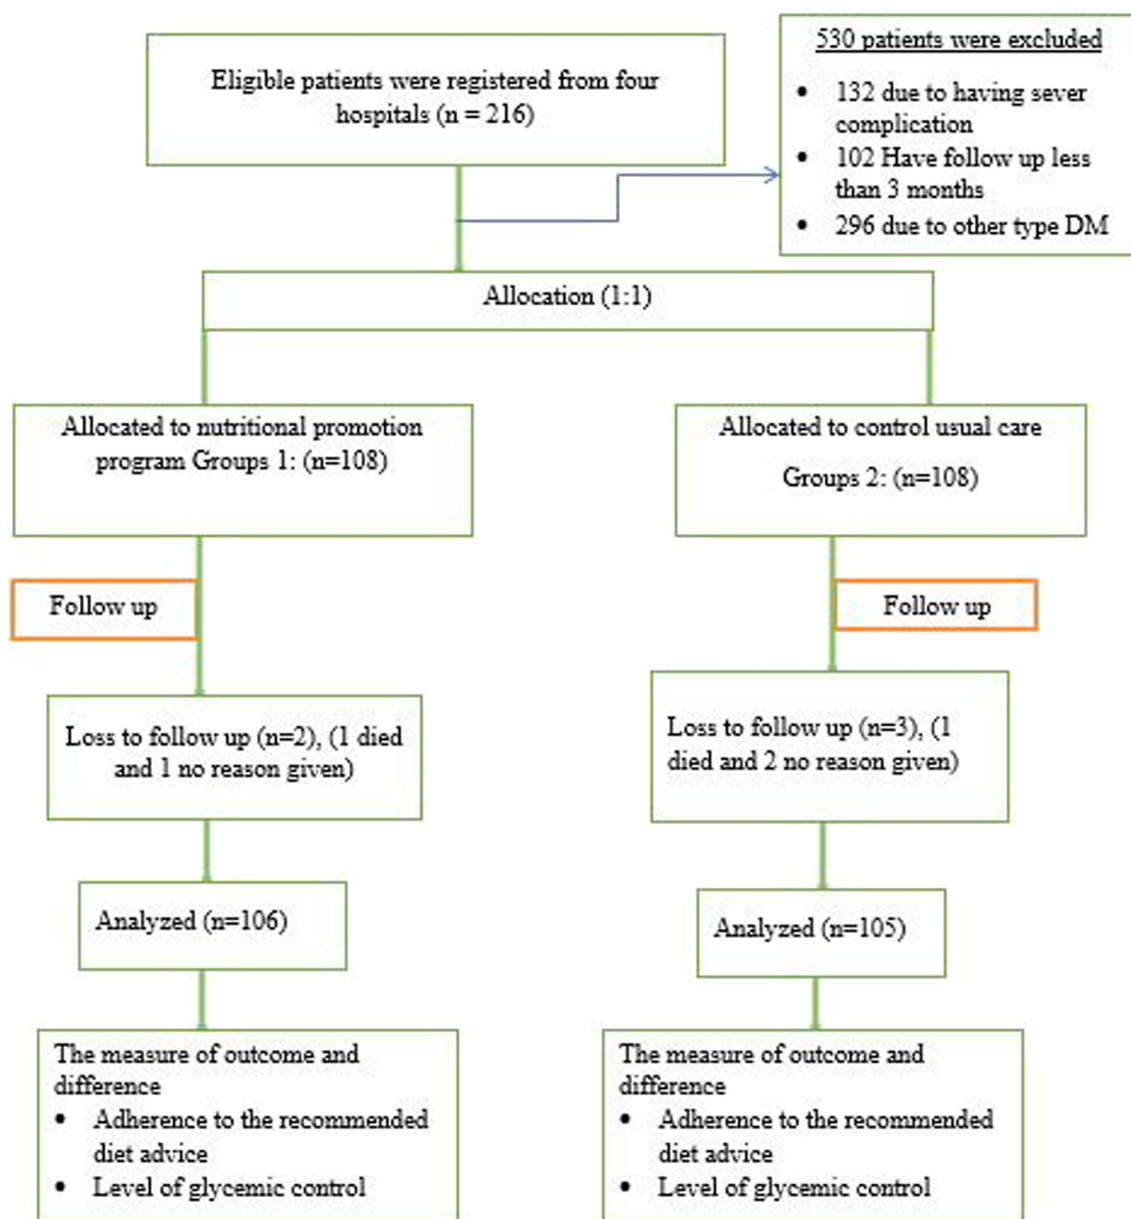 Eligible patients were registered from four
hospitals (n = 216)
530 patients were excluded
• 132 due to having sever
complication
• 102 Have follow up less
than 3 months
• 296 due to other type DM
Allocation (1:1)
Allocated to nutritional promotion
program Groups 1: (n=108)
Allocated to control usual care
Groups 2: (n=108)
Follow up
Follow up
Loss to follow up (n=2), (1 died
and 1 no reason given)
Loss to follow up (n=3), (1
died and 2 no reason given)
Analyzed (n=106)
Analyzed (n=105)
The measure of outcome and
difference
• Adherence to the recommended
diet advice
• Level of glycemic control
The measure of outcome and
difference
• Adherence to the recommended
diet advice
• Level of glycemic control